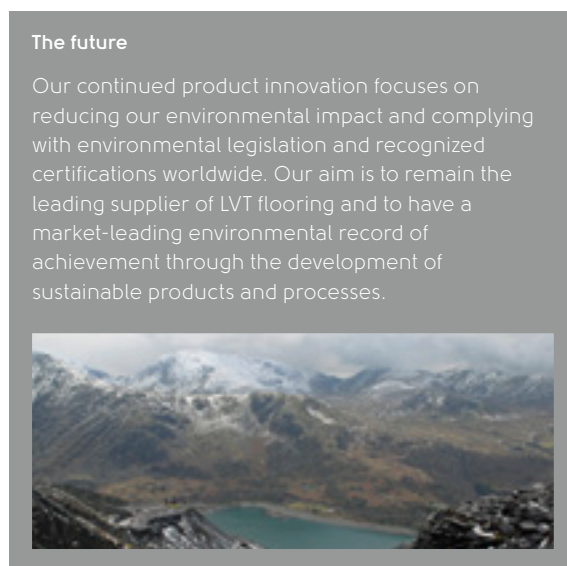 The future
Our continued product innovation focuses on
reducing our environmental impact and complying
with environmental legislation and recognized
certifications worldwide. Our aim is to remain the
leading supplier of LVT flooring and to have a
market-leading environmental record of
achievement through the development of
sustainable products and processes.